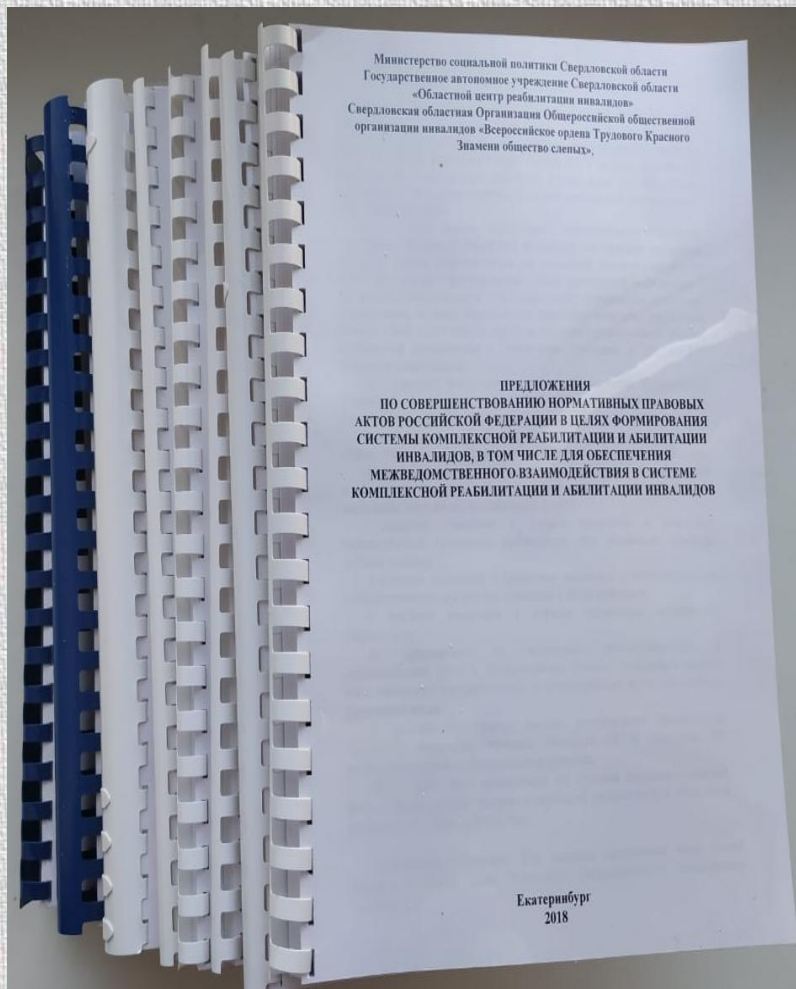 Министерство социальной политики Свердловской области
Государственное автономное учреждение Свердловской области
«Областной центр реабилитации инвалидов»
Свердловская областная Организация Общероссийской общественной
организации инвалидов «Всероссийское ордена Трудового Красного
Знамени общество слепых».
ПРЕДЛОЖЕНИЯ
ПО СОВЕРШЕНСТВОВАНИЮ НОРМАТИВНЫХ ПРАВОВЫХ
АКТОВ РОССИЙСКОЙ ФЕДЕРАЦИИ В ЦЕЛЯХ ФОРМИРОВАНИЯ
СИСТЕМЫ КОМПЛЕКСНОЙ РЕАБИЛИТАЦИИ И АБИЛИТАЦИИ
ИНВАЛИДОВ, В ТОМ ЧИСЛЕ ДЛЯ ОБЕСПЕЧЕНИЯ
МЕЖВЕДОМСТВЕННОГО ВЗАИМОДЕЙСТВИЯ В СИСТЕМЕ
КОМПЛЕКСНОЙ РЕАБИЛИТАЦИИ И АБИЛИТАЦИИ ИНВАЛИДОВ
Екатеринбург
2018